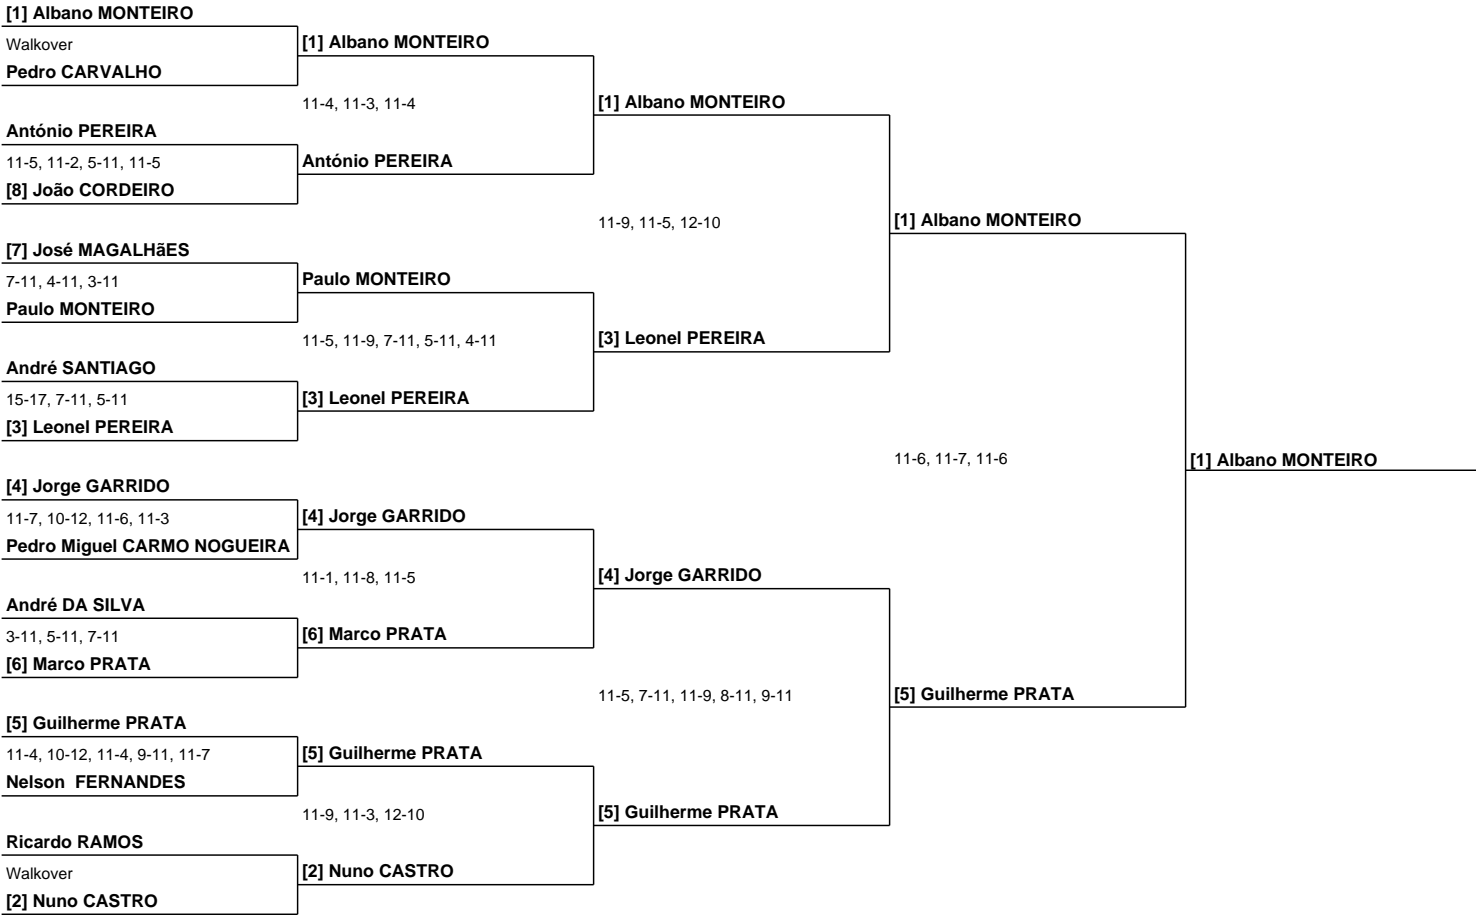 [1] Albano MONTEIRO
Walkover
Pedro CARVALHO
António PEREIRA
11-5, 11-2, 5-11, 11-5
[8] João CORDEIRO
[7] José MAGALHãES
7-11, 4-11, 3-11
Paulo MONTEIRO
André SANTIAGO
15-17, 7-11, 5-11
[3] Leonel PEREIRA
[4] Jorge GARRIDO
11-7, 10-12, 11-6, 11-3
Pedro Miguel CARMO NOGUEIRA
André DA SILVA
3-11, 5-11, 7-11
[6] Marco PRATA
[5] Guilherme PRATA
11-4, 10-12, 11-4, 9-11, 11-7
Nelson  FERNANDES
Ricardo RAMOS
Walkover
[2] Nuno CASTRO
[1] Albano MONTEIRO
11-4, 11-3, 11-4
António PEREIRA
Paulo MONTEIRO
11-5, 11-9, 7-11, 5-11, 4-11
[3] Leonel PEREIRA
[4] Jorge GARRIDO
11-1, 11-8, 11-5
[6] Marco PRATA
[5] Guilherme PRATA
11-9, 11-3, 12-10
[2] Nuno CASTRO
[1] Albano MONTEIRO
11-9, 11-5, 12-10
[3] Leonel PEREIRA
[4] Jorge GARRIDO
11-5, 7-11, 11-9, 8-11, 9-11
[5] Guilherme PRATA
[1] Albano MONTEIRO
11-6, 11-7, 11-6
[5] Guilherme PRATA
[1] Albano MONTEIRO